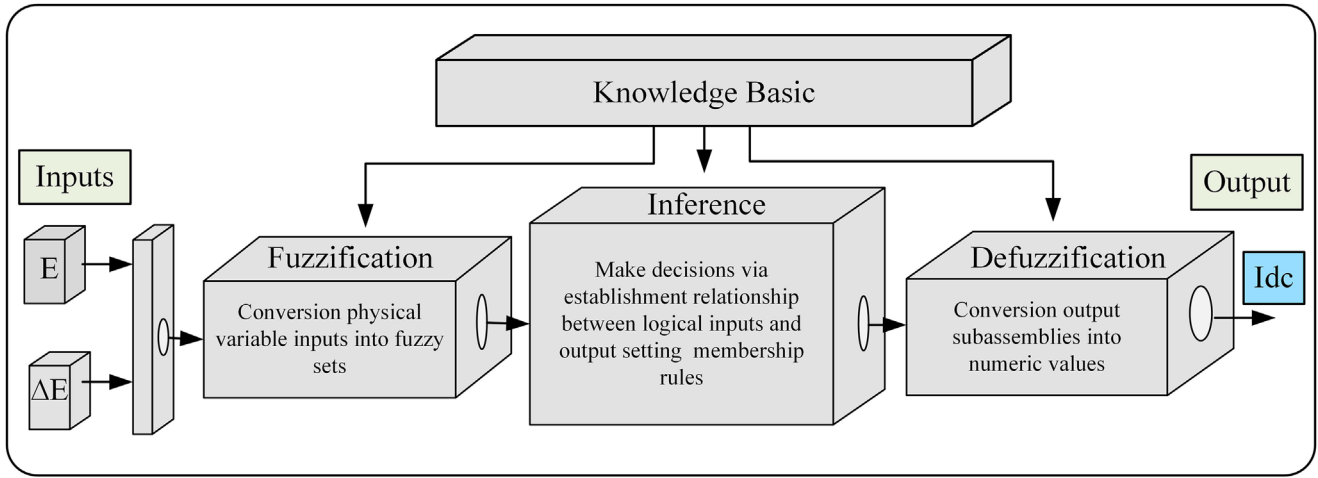 Knowledge Basic
Inputs
Output
E
ΔE
Fuzzification
Conversion physical
variable inputs into fuzzy
sets
Inference
Make decisions via
establishment relationship
between logical inputs and
output setting membership
rules
Defuzzification
Conversion output
subassemblies into
numeric values
Idc